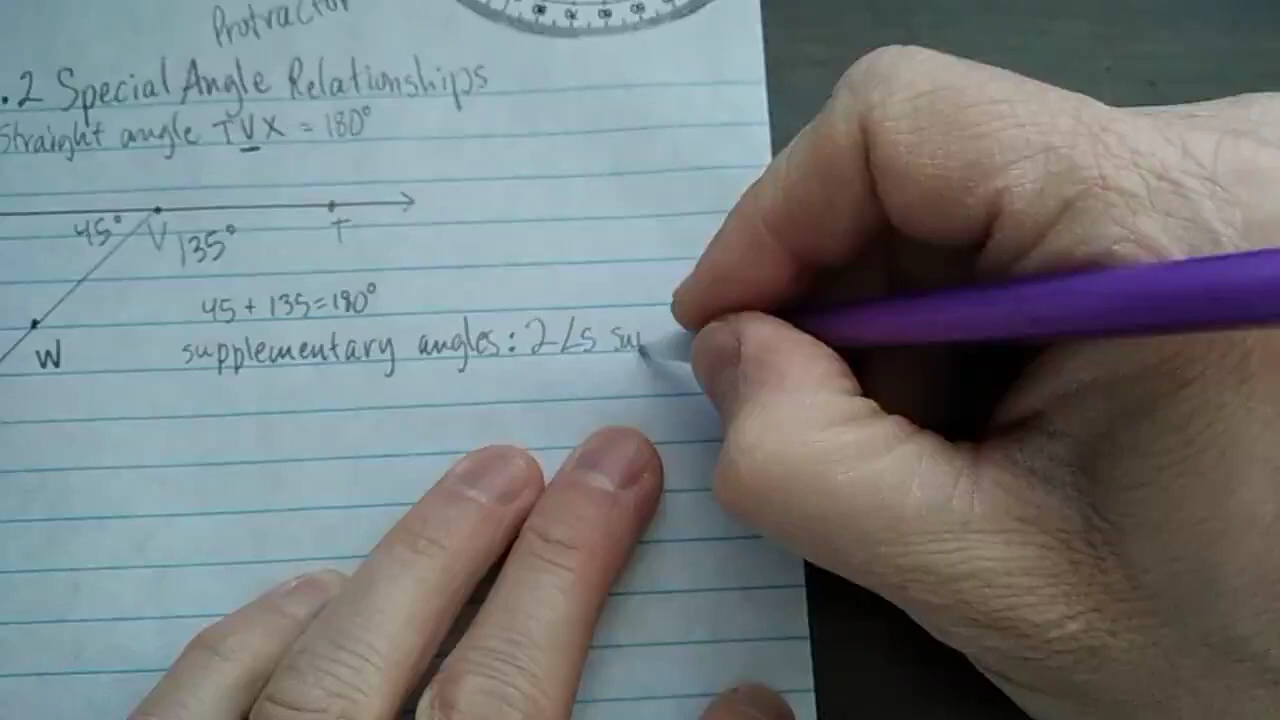 Protractor
.2 Special Angle Relationships
Straight angle TVX = 180°
45° V 135° T
45 + 135 = 180°
W supplementary angles: 2 ∠s su